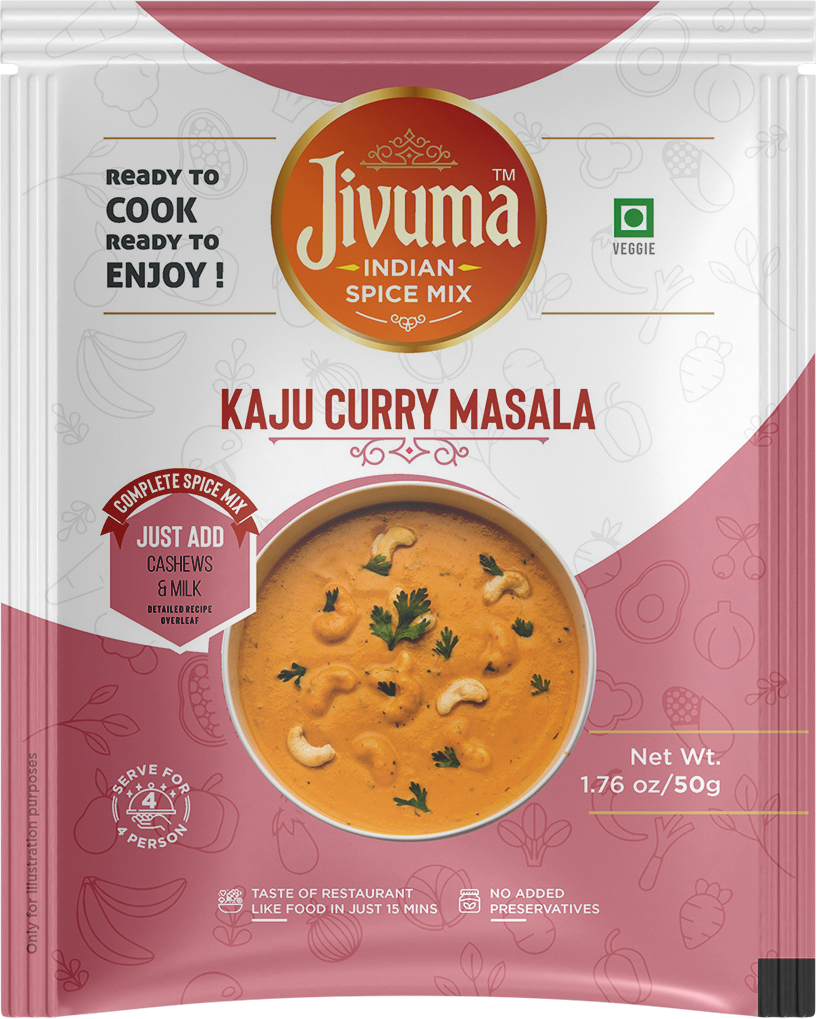 READY TO
COOK
READY TO
ENJOY !
Jivuma™
INDIAN
SPICE MIX
VEGGIE
KAJU CURRY MASALA
COMPLETE SPICE MIX
JUST ADD
CASHEWS
& MILK
DETAILED RECIPE
OVERLEAF
Net Wt.
1.76 oz/50g
SERVE FOR
4
4 PERSON
TASTE OF RESTAURANT
LIKE FOOD IN JUST 15 MINS
NO ADDED
PRESERVATIVES
Only for illustration purposes